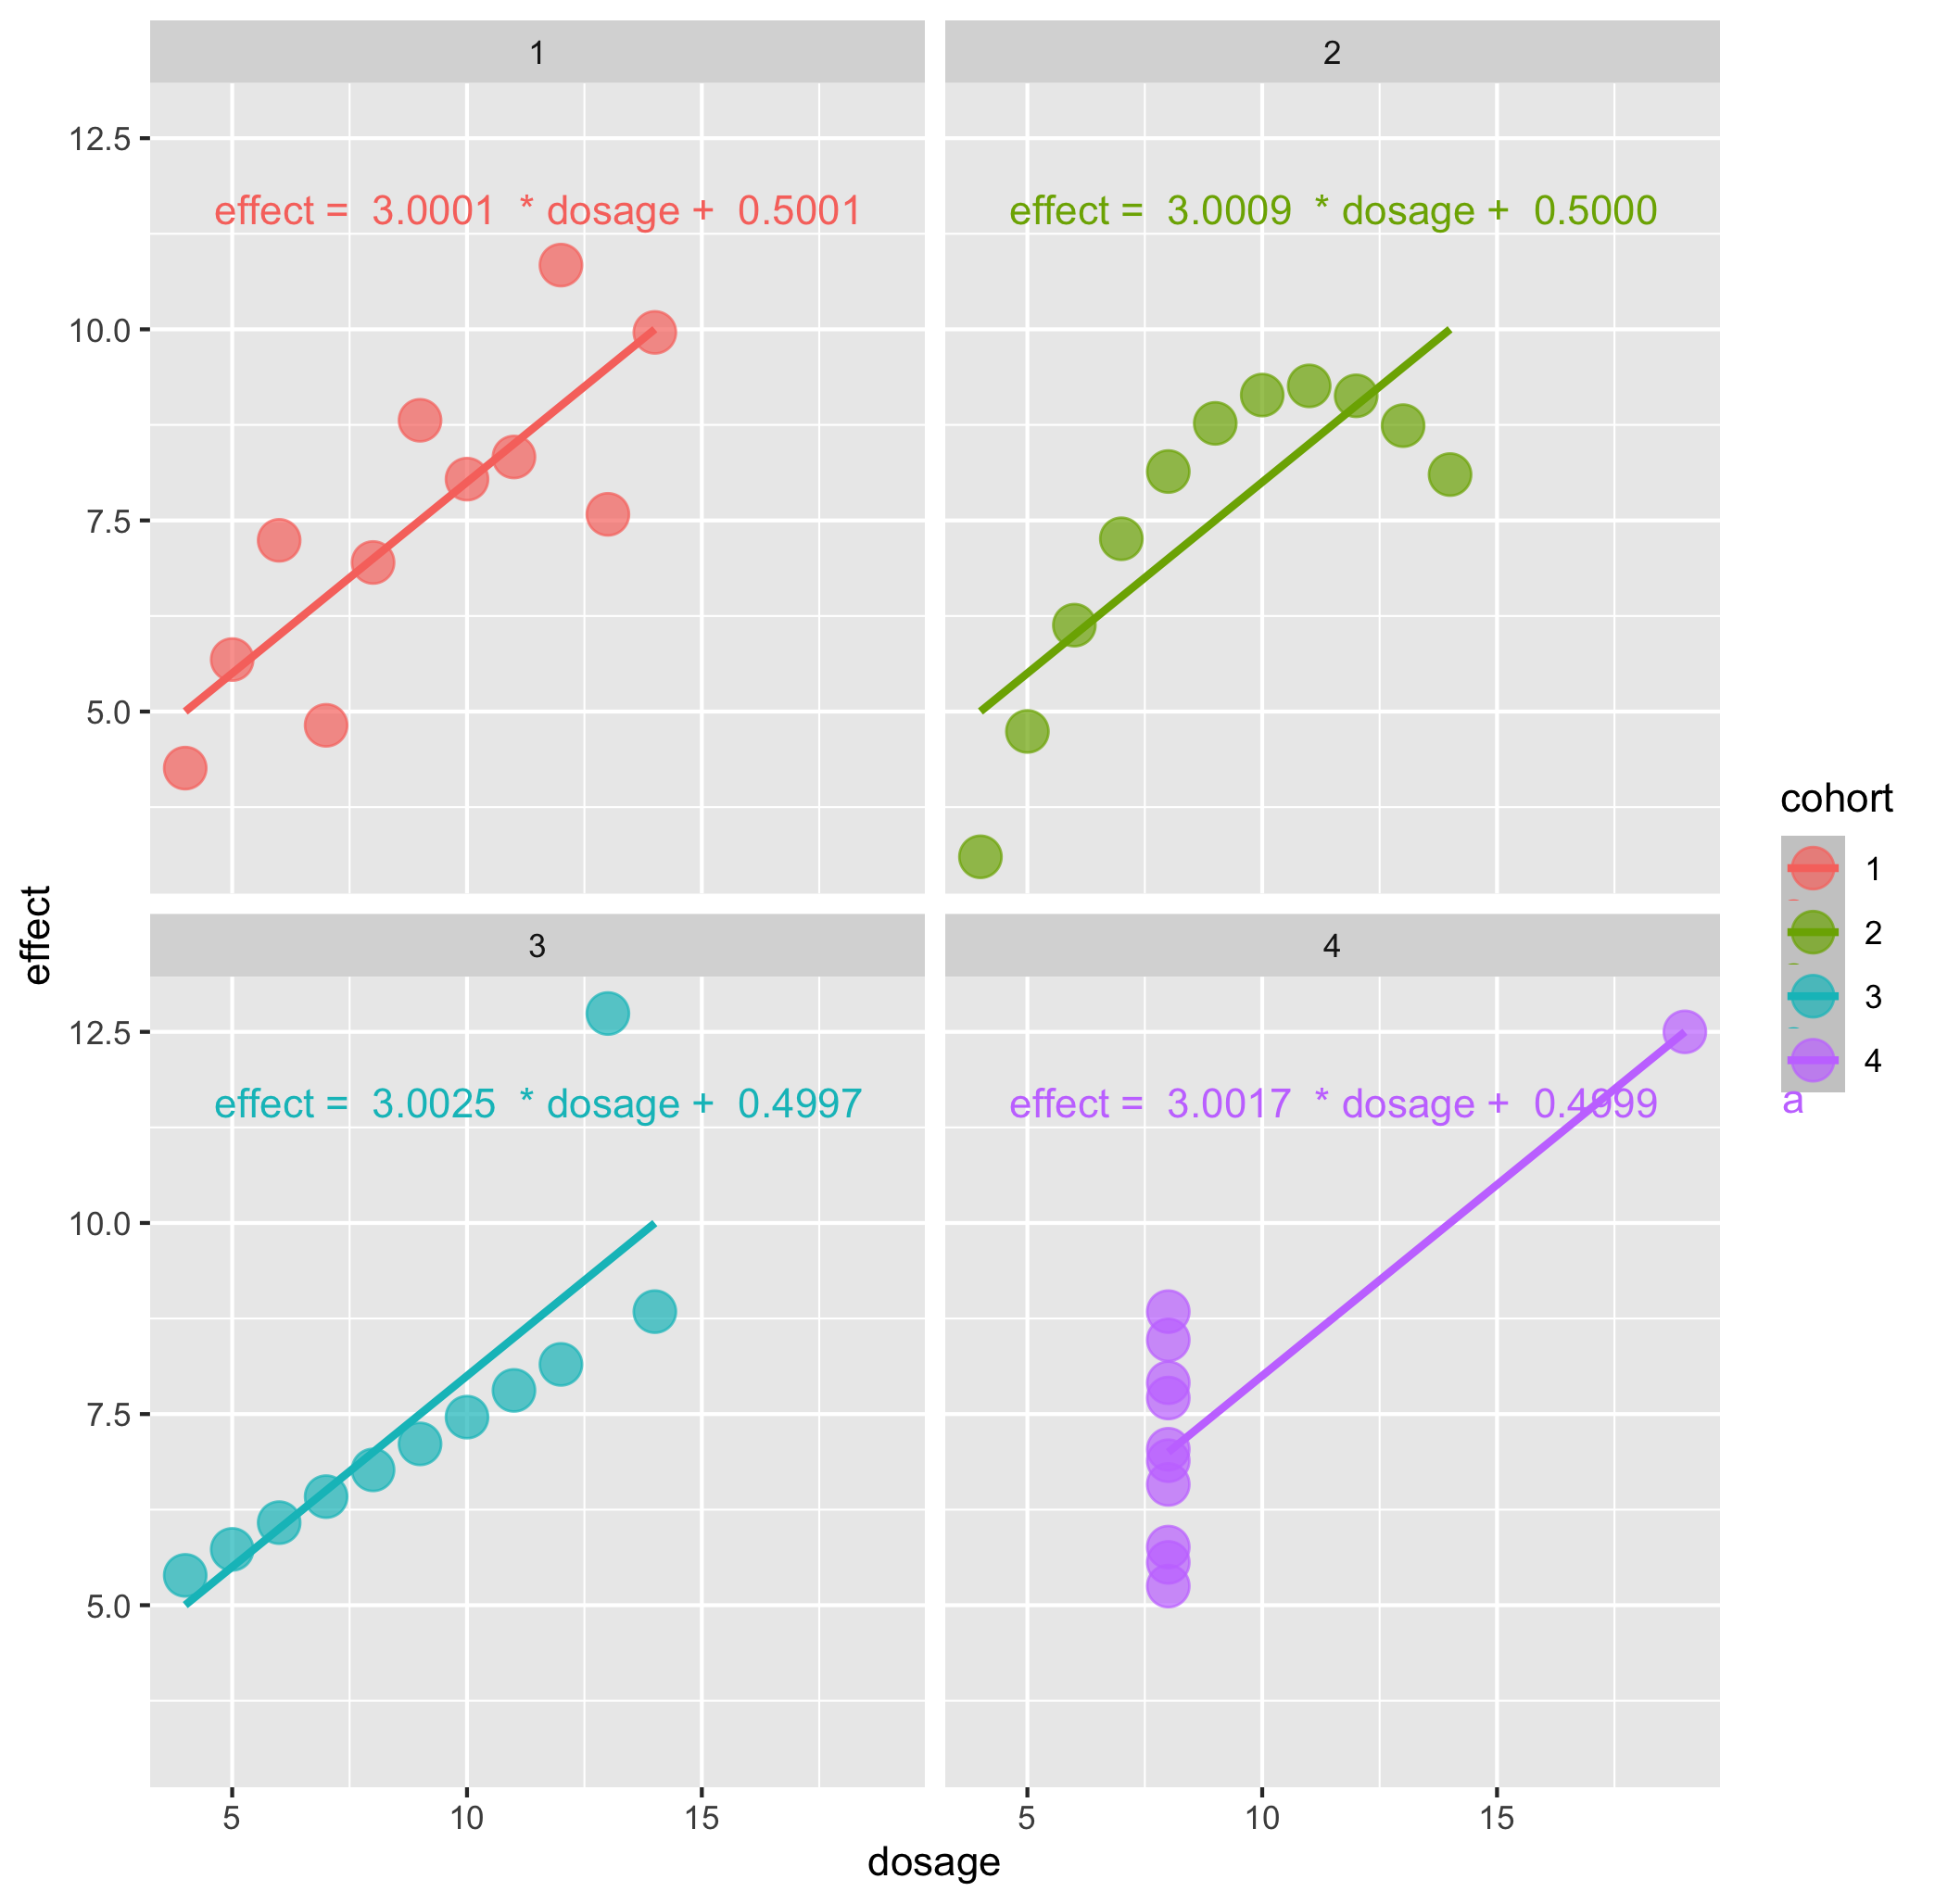 1
2
12.5
effect = 3.0001 * dosage + 0.5001
effect = 3.0009 * dosage + 0.5000
10.0
7.5
5.0
3
4
12.5
effect = 3.0025 * dosage + 0.4997
effect = 3.0017 * dosage + 0.4999
10.0
7.5
5.0
5
10
15
5
10
15
dosage
effect
cohort
1
2
3
4
a